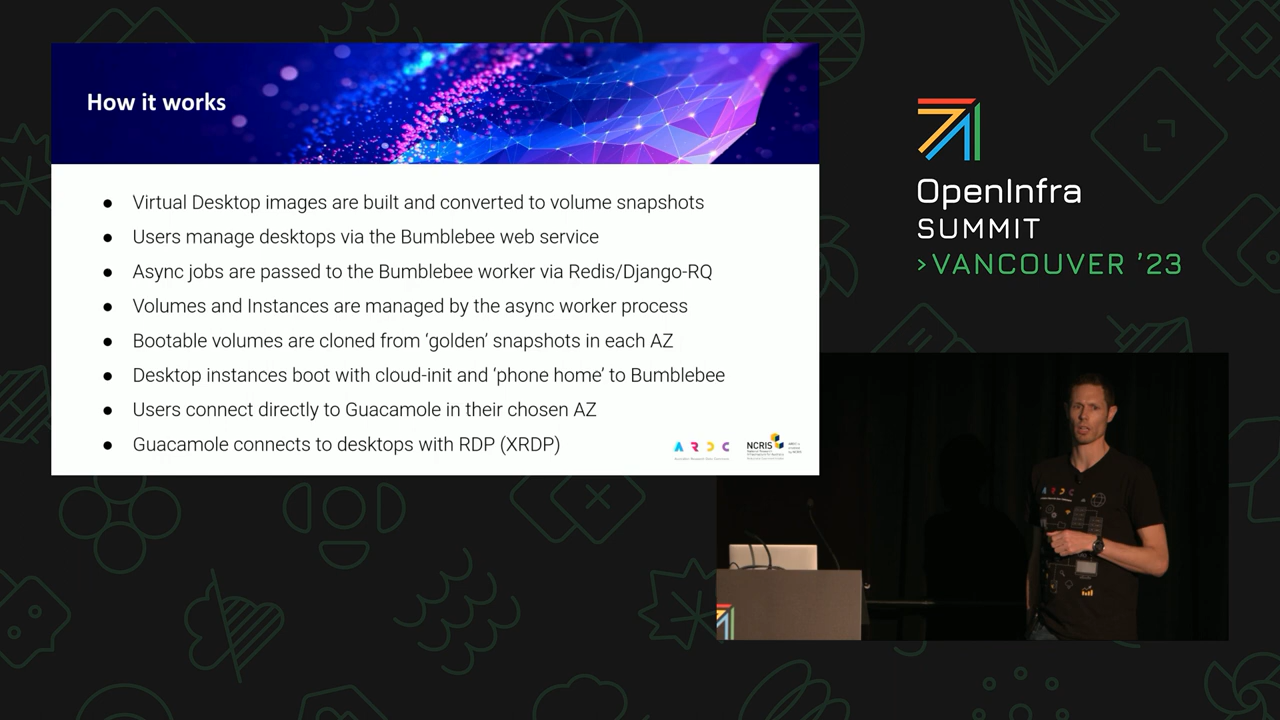 How it works
● Virtual Desktop images are built and converted to volume snapshots
● Users manage desktops via the Bumblebee web service
● Async jobs are passed to the Bumblebee worker via Redis/Django-RQ
● Volumes and Instances are managed by the async worker process
● Bootable volumes are cloned from ‘golden’ snapshots in each AZ
● Desktop instances boot with cloud-init and ‘phone home’ to Bumblebee
● Users connect directly to Guacamole in their chosen AZ
● Guacamole connects to desktops with RDP (XRDP)
ARDC
NCRIS
OpenInfra
SUMMIT
>VANCOUVER ’23
ARDC